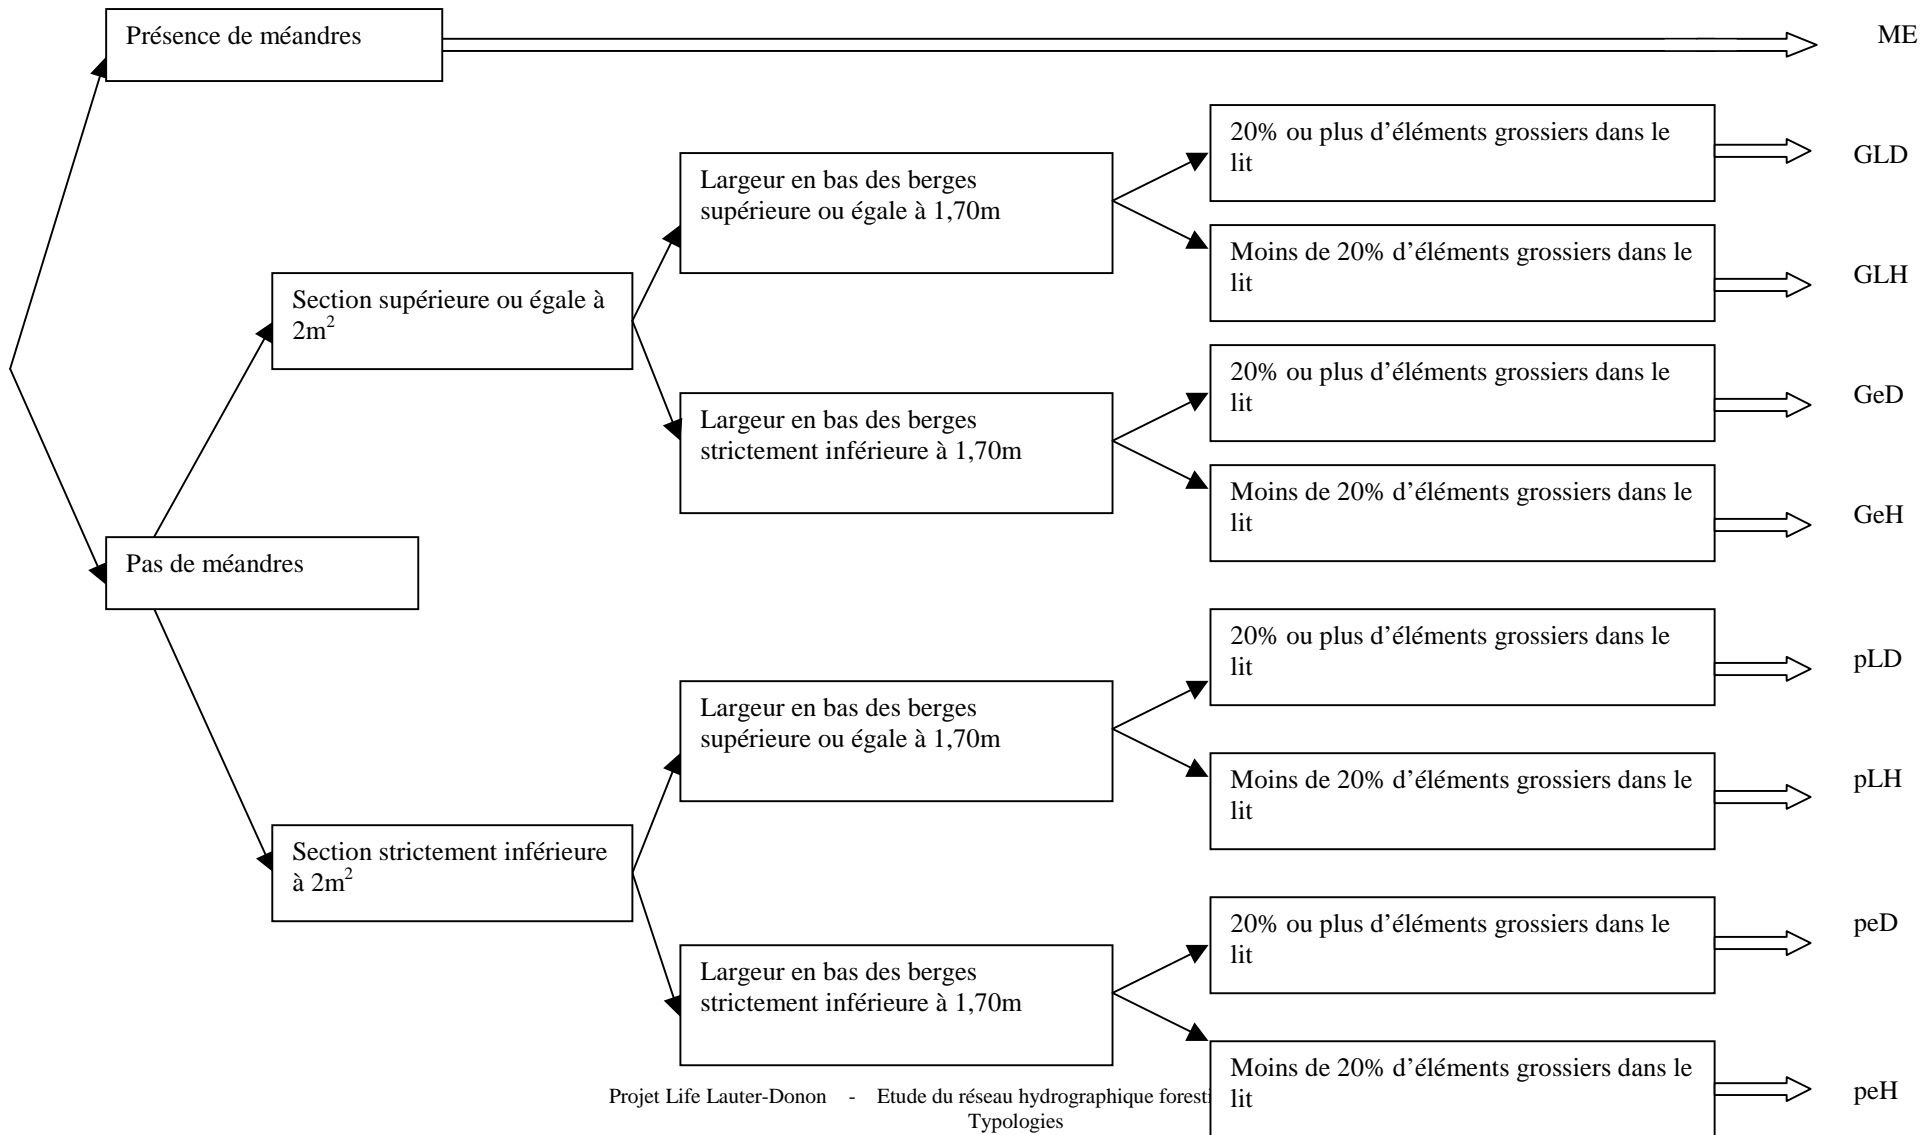 Présence de méandres
ME
20% ou plus d’éléments grossiers dans le
lit
GLD
Largeur en bas des berges
supérieure ou égale à 1,70m
Moins de 20% d’éléments grossiers dans le
lit
GLH
Section supérieure ou égale à
2m²
20% ou plus d’éléments grossiers dans le
lit
GeD
Largeur en bas des berges
strictement inférieure à 1,70m
Moins de 20% d’éléments grossiers dans le
lit
GeH
Pas de méandres
20% ou plus d’éléments grossiers dans le
lit
pLD
Largeur en bas des berges
supérieure ou égale à 1,70m
Moins de 20% d’éléments grossiers dans le
lit
pLH
Section strictement inférieure
à 2m²
20% ou plus d’éléments grossiers dans le
lit
peD
Largeur en bas des berges
strictement inférieure à 1,70m
Moins de 20% d’éléments grossiers dans le
lit
peH
Projet Life Lauter-Donon - Etude du réseau hydrographique foresti
Typologies